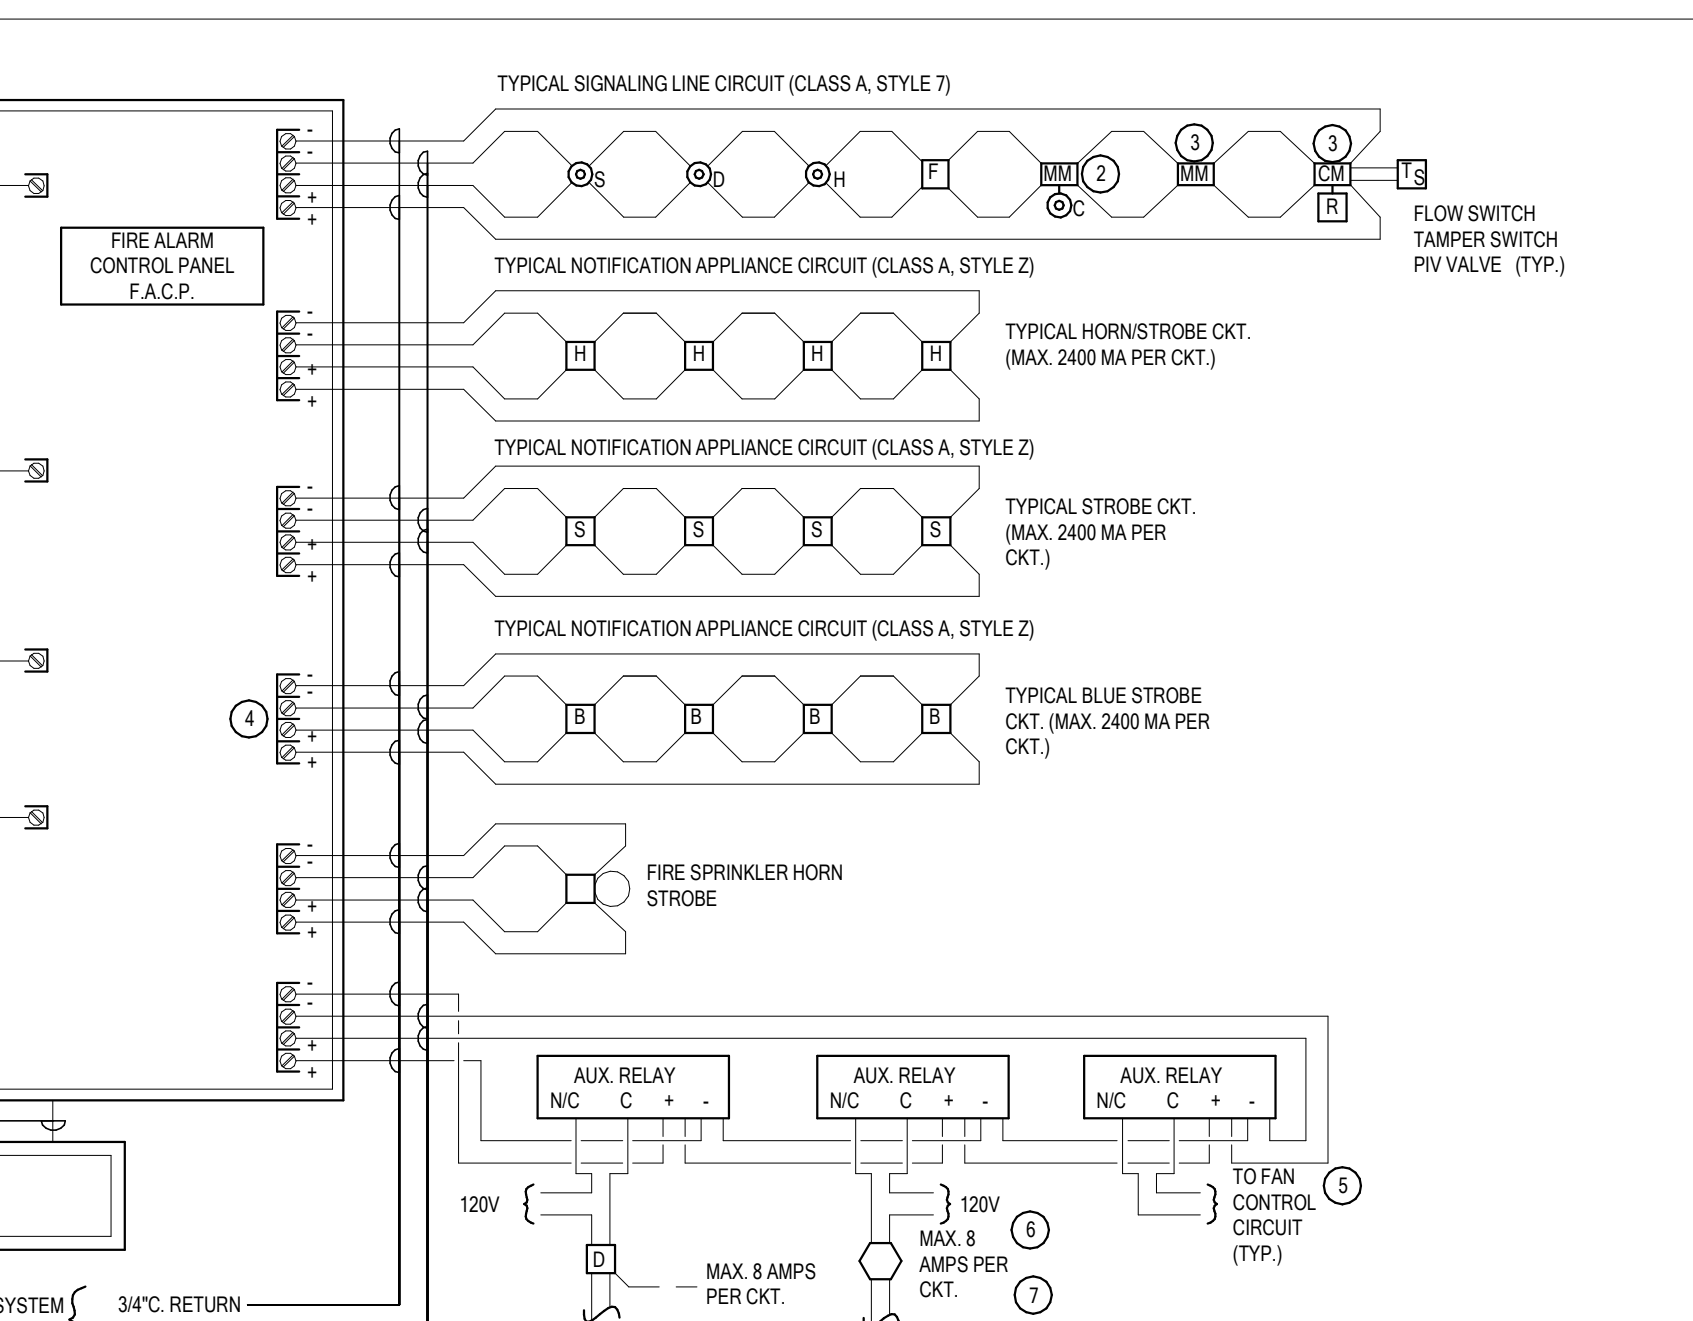 TYPICAL SIGNALING LINE CIRCUIT (CLASS A, STYLE 7)
-
-
+
+
S
D
H
F
MM
2
C
3
MM
3
CM
R
TS
FLOW SWITCH
TAMPER SWITCH
PIV VALVE (TYP.)
FIRE ALARM
CONTROL PANEL
F.A.C.P.
TYPICAL NOTIFICATION APPLIANCE CIRCUIT (CLASS A, STYLE Z)
-
-
+
+
H
H
H
H
TYPICAL HORN/STROBE CKT.
(MAX. 2400 MA PER CKT.)
TYPICAL NOTIFICATION APPLIANCE CIRCUIT (CLASS A, STYLE Z)
-
-
+
+
S
S
S
S
TYPICAL STROBE CKT.
(MAX. 2400 MA PER
CKT.)
TYPICAL NOTIFICATION APPLIANCE CIRCUIT (CLASS A, STYLE Z)
4
-
-
+
+
B
B
B
B
TYPICAL BLUE STROBE
CKT. (MAX. 2400 MA PER
CKT.)
-
-
+
+
FIRE SPRINKLER HORN
STROBE
-
-
+
+
AUX. RELAY
N/C C + -
AUX. RELAY
N/C C + -
AUX. RELAY
N/C C + -
120V
D
MAX. 8 AMPS
PER CKT.
120V
MAX. 8
AMPS PER
CKT.
6
7
TO FAN
CONTROL
CIRCUIT
(TYP.)
5
SYSTEM
3/4"C. RETURN